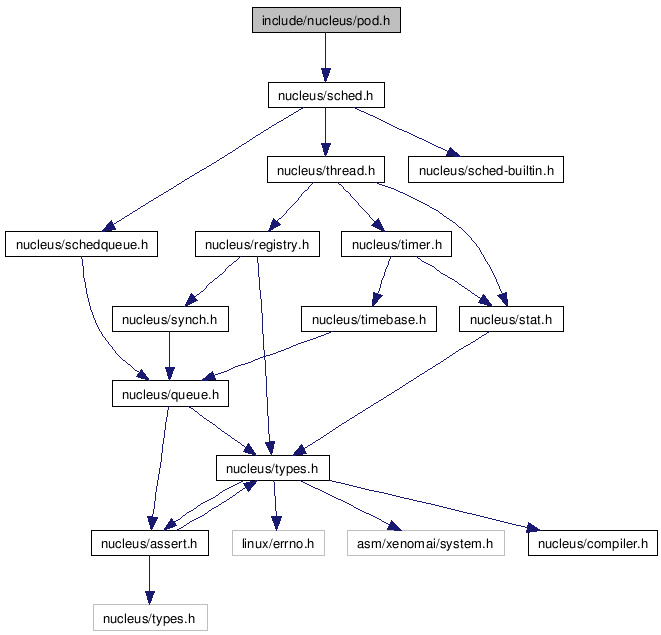 include/nucleus/pod.h
nucleus/sched.h
nucleus/thread.h
nucleus/sched-builtin.h
nucleus/schedqueue.h
nucleus/registry.h
nucleus/timer.h
nucleus/synch.h
nucleus/timebase.h
nucleus/stat.h
nucleus/queue.h
nucleus/types.h
nucleus/assert.h
linux/errno.h
asm/xenomai/system.h
nucleus/compiler.h
nucleus/types.h